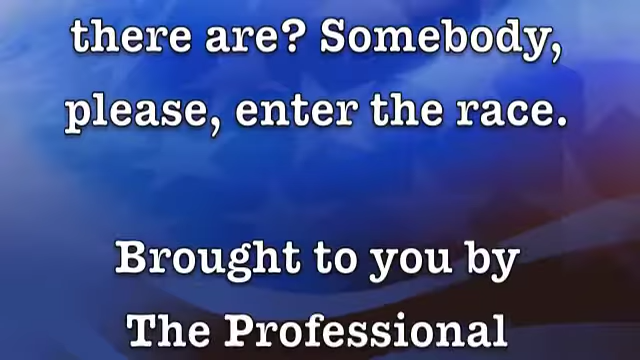 there are? Somebody,
please, enter the race.
Brought to you by
The Professional